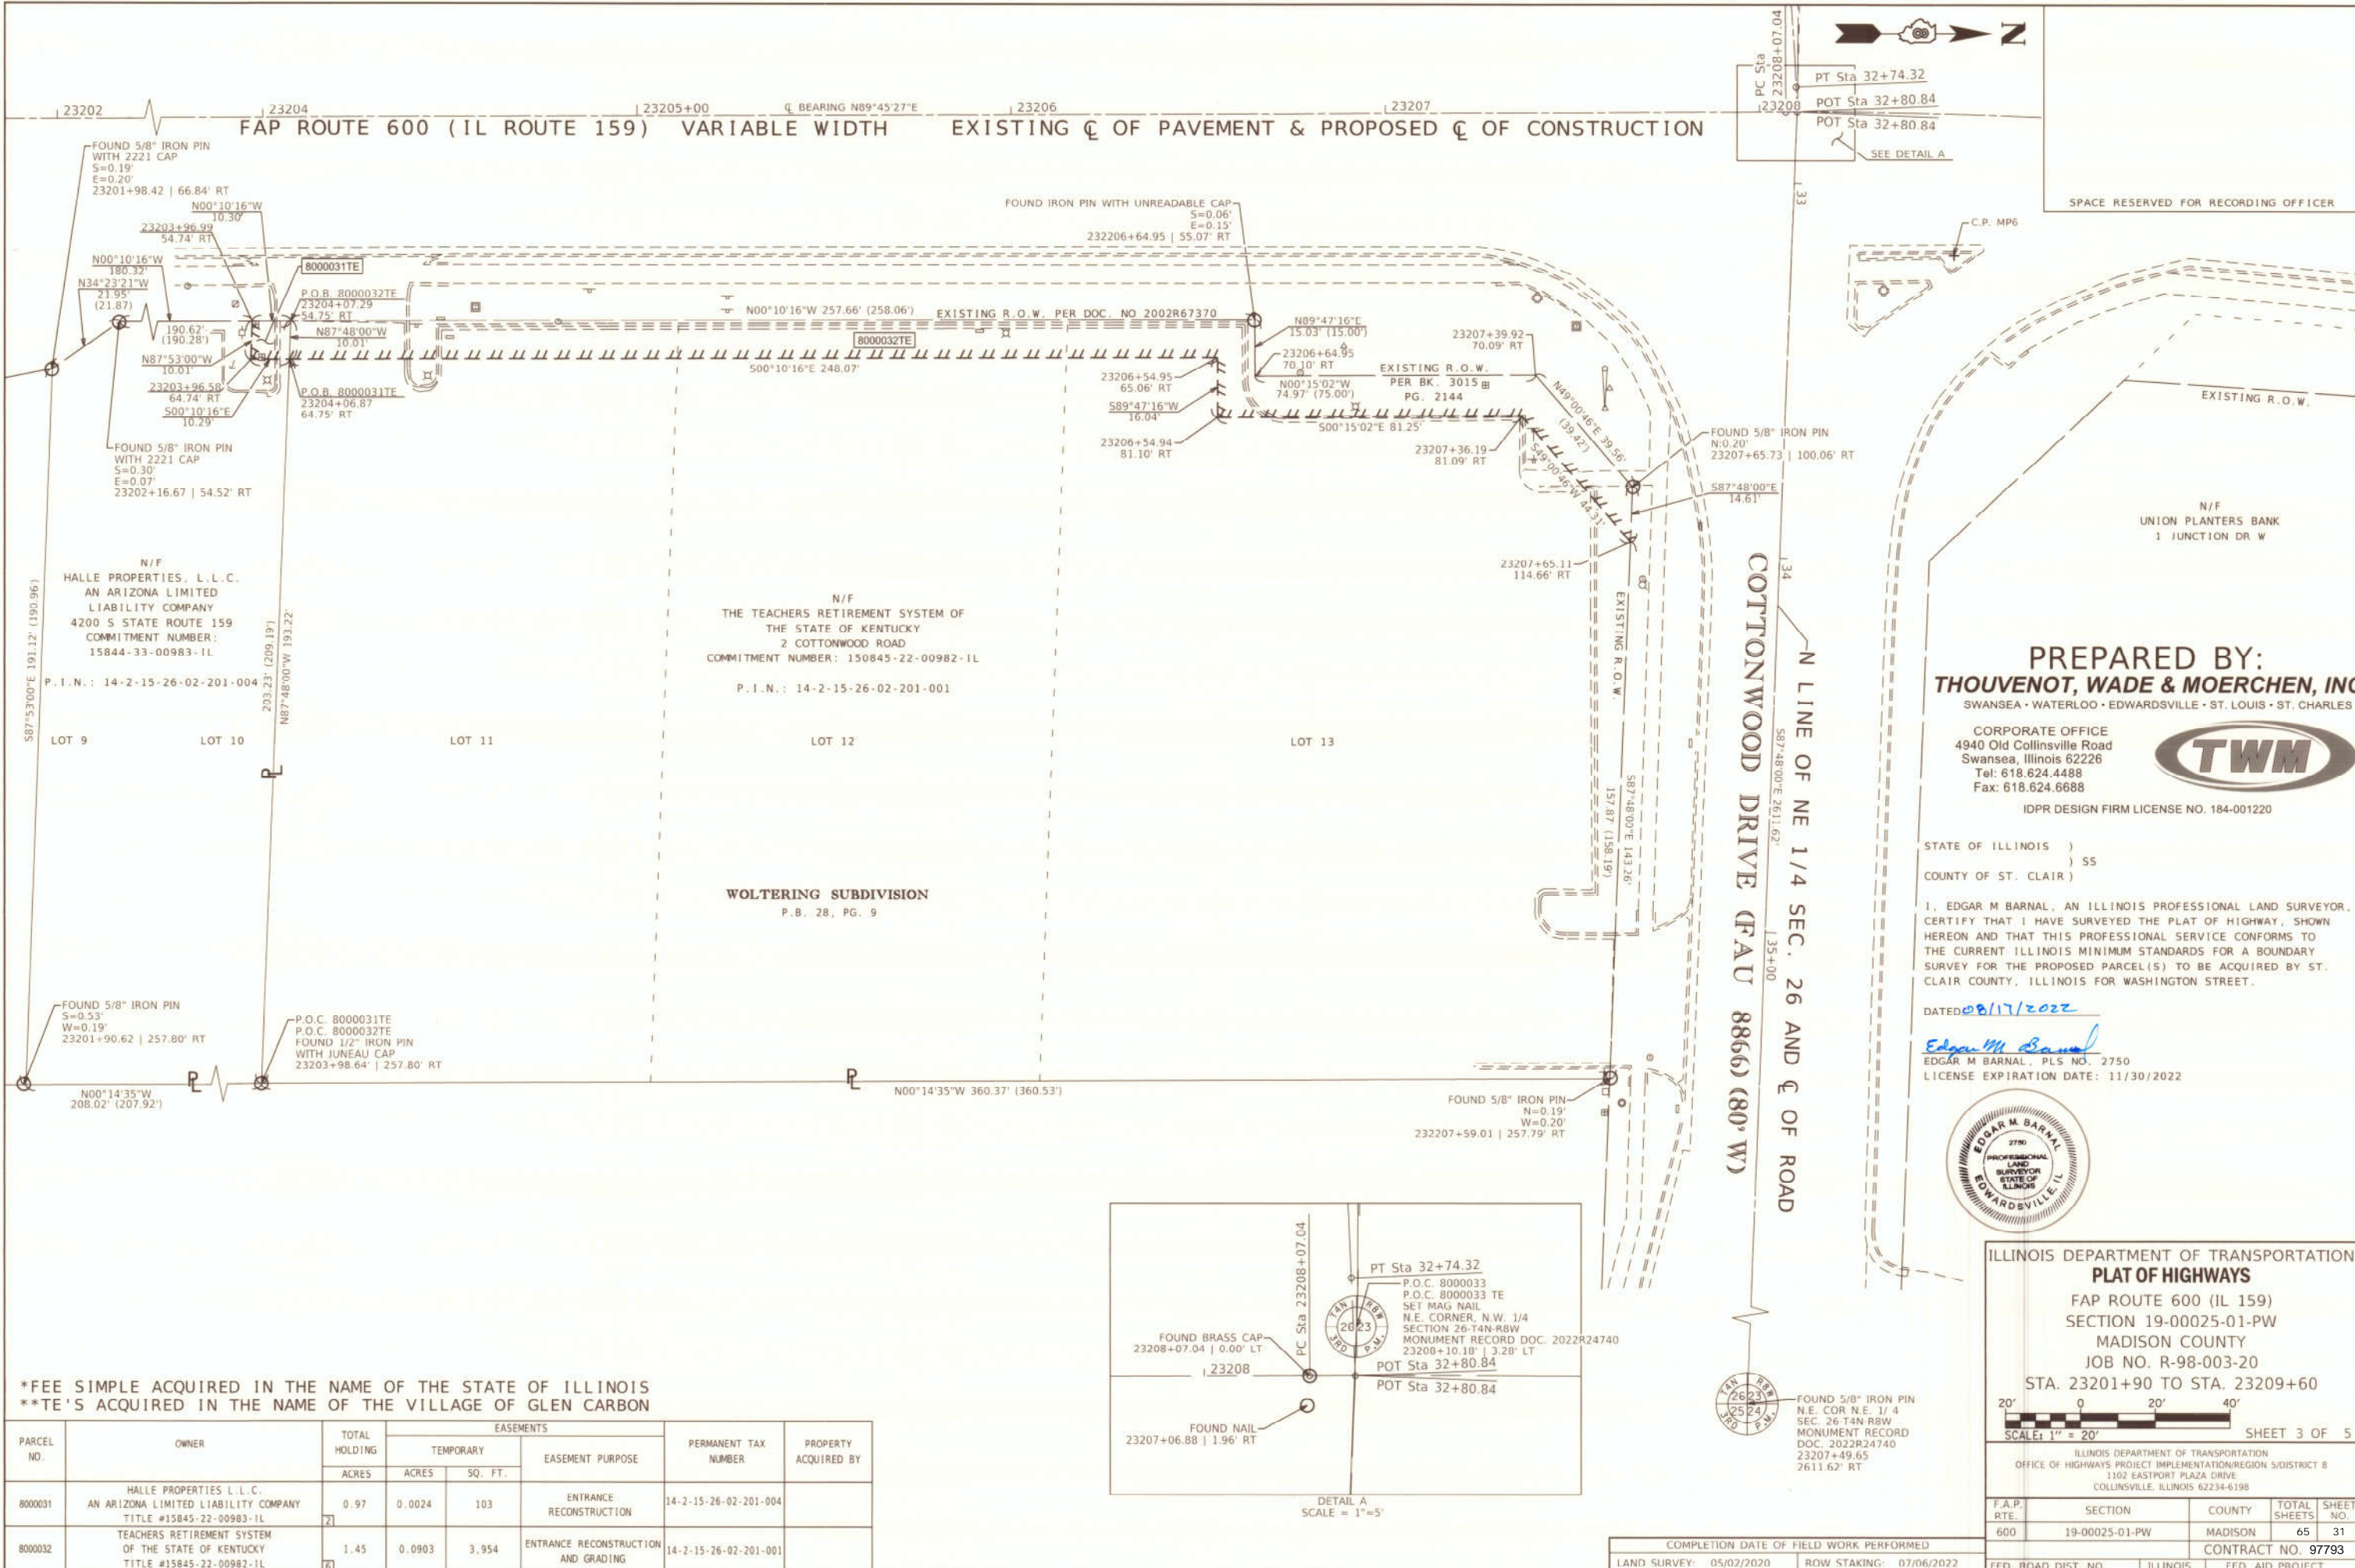 23202
23204
23205+00
℄ BEARING N89°45'27"E
23206
23207
23208
FAP ROUTE 600 (IL ROUTE 159) VARIABLE WIDTH EXISTING ℄ OF PAVEMENT & PROPOSED ℄ OF CONSTRUCTION
PC Sta
23208+07.04
PT Sta 32+74.32
POT Sta 32+80.84
POT Sta 32+80.84
SEE DETAIL A
N
SPACE RESERVED FOR RECORDING OFFICER
FOUND 5/8" IRON PIN
WITH 2221 CAP
S=0.19'
E=0.20'
23201+98.42 | 66.84' RT
N00°10'16"W
10.30'
23203+96.99
54.74' RT
N00°10'16"W
180.32'
N34°23'21"W
21.95'
(21.87)
190.62'
(190.28')
N87°53'00"W
10.01'
23203+96.58
64.74' RT
S00°10'16"E
10.29'
FOUND 5/8" IRON PIN
WITH 2221 CAP
S=0.30'
E=0.07'
23202+16.67 | 54.52' RT
8000031TE
P.O.B. 8000032TE
23204+07.29
54.75' RT
N87°48'00"W
10.01'
P.O.B. 8000031TE
23204+06.87
64.75' RT
FOUND IRON PIN WITH UNREADABLE CAP
S=0.06'
E=0.15'
232206+64.95 | 55.07' RT
N00°10'16"W 257.66' (258.06')
EXISTING R.O.W. PER DOC. NO 2002R67370
8000032TE
S00°10'16"E 248.07'
N89°47'16"E
15.03' (15.00')
23206+64.95
70.10' RT
N00°15'02"W
74.97' (75.00')
EXISTING R.O.W.
PER BK. 3015
PG. 2144
23207+39.92
70.09' RT
23206+54.95
65.06' RT
S89°47'16"W
16.04'
23206+54.94
81.10' RT
S00°15'02"E 81.25'
23207+36.19
81.09' RT
N49°00'46"E 39.56'
(39.42')
S49°00'46"W 44.31'
FOUND 5/8" IRON PIN
N:0.20'
23207+65.73 | 100.06' RT
S87°48'00"E
14.61'
23207+65.11
114.66' RT
33
C.P. MP6
EXISTING R.O.W.
N/F
UNION PLANTERS BANK
1 JUNCTION DR W
N/F
HALLE PROPERTIES, L.L.C.
AN ARIZONA LIMITED
LIABILITY COMPANY
4200 S STATE ROUTE 159
COMMITMENT NUMBER:
15844-33-00983-IL
P.I.N.: 14-2-15-26-02-201-004
S87°53'00"E 191.12' (190.96)
203.23' (209.19')
N87°48'00"W 193.22'
N/F
THE TEACHERS RETIREMENT SYSTEM OF
THE STATE OF KENTUCKY
2 COTTONWOOD ROAD
COMMITMENT NUMBER: 150845-22-00982-IL
P.I.N.: 14-2-15-26-02-201-001
LOT 9
LOT 10
LOT 11
LOT 12
LOT 13
PL
WOLTERING SUBDIVISION
P.B. 28, PG. 9
EXISTING R.O.W.
S87°48'00"E 143.26'
157.87' (158.19')
COTTONWOOD DRIVE (FAU 8866) (80' W)
34
S87°48'00"E 2611.62'
35+00
N LINE OF NE 1/4 SEC. 26 AND ℄ OF ROAD
FOUND 5/8" IRON PIN
S=0.53'
W=0.19'
23201+90.62 | 257.80' RT
P.O.C. 8000031TE
P.O.C. 8000032TE
FOUND 1/2" IRON PIN
WITH JUNEAU CAP
23203+98.64' | 257.80' RT
N00°14'35"W
208.02' (207.92')
PL
PL
N00°14'35"W 360.37' (360.53')
FOUND 5/8" IRON PIN
N=0.19'
W=0.20'
232207+59.01 | 257.79' RT
PREPARED BY:
THOUVENOT, WADE & MOERCHEN, INC
SWANSEA • WATERLOO • EDWARDSVILLE • ST. LOUIS • ST. CHARLES
CORPORATE OFFICE
4940 Old Collinsville Road
Swansea, Illinois 62226
Tel: 618.624.4488
Fax: 618.624.6688
TWM
IDPR DESIGN FIRM LICENSE NO. 184-001220
STATE OF ILLINOIS )
) SS
COUNTY OF ST. CLAIR )
I, EDGAR M BARNAL, AN ILLINOIS PROFESSIONAL LAND SURVEYOR,
CERTIFY THAT I HAVE SURVEYED THE PLAT OF HIGHWAY, SHOWN
HEREON AND THAT THIS PROFESSIONAL SERVICE CONFORMS TO
THE CURRENT ILLINOIS MINIMUM STANDARDS FOR A BOUNDARY
SURVEY FOR THE PROPOSED PARCEL(S) TO BE ACQUIRED BY ST.
CLAIR COUNTY, ILLINOIS FOR WASHINGTON STREET.
DATED 08/17/2022
Edgar M Barnal
EDGAR M BARNAL, PLS NO. 2750
LICENSE EXPIRATION DATE: 11/30/2022
EDGAR M. BARNAL
2750
PROFESSIONAL
LAND
SURVEYOR
STATE OF
ILLINOIS
EDWARDSVILLE, IL
PC Sta 23208+07.04
PT Sta 32+74.32
P.O.C. 8000033
P.O.C. 8000033 TE
SET MAG NAIL
N.E. CORNER, N.W. 1/4
SECTION 26-T4N-R8W
MONUMENT RECORD DOC. 2022R24740
23208+10.18' | 3.28' LT
T4N R8W
2623
3RD P.M.
FOUND BRASS CAP
23208+07.04 | 0.00' LT
23208
POT Sta 32+80.84
POT Sta 32+80.84
FOUND NAIL
23207+06.88 | 1.96' RT
DETAIL A
SCALE = 1"=5'
T4N R8W
2623
2524
3RD P.M.
FOUND 5/8" IRON PIN
N.E. COR N.E. 1/ 4
SEC. 26-T4N-R8W
MONUMENT RECORD
DOC. 2022R24740
23207+49.65
2611.62' RT
ILLINOIS DEPARTMENT OF TRANSPORTATION
PLAT OF HIGHWAYS
FAP ROUTE 600 (IL 159)
SECTION 19-00025-01-PW
MADISON COUNTY
JOB NO. R-98-003-20
STA. 23201+90 TO STA. 23209+60
20' 0 20' 40'
SCALE: 1" = 20'
SHEET 3 OF 5
ILLINOIS DEPARTMENT OF TRANSPORTATION
OFFICE OF HIGHWAYS PROJECT IMPLEMENTATION/REGION 5/DISTRICT 8
1102 EASTPORT PLAZA DRIVE
COLLINSVILLE, ILLINOIS 62234-6198
F.A.P. RTE. SECTION COUNTY TOTAL SHEETS SHEET NO.
600 19-00025-01-PW MADISON 65 31
CONTRACT NO. 97793
FED. ROAD DIST. NO. ILLINOIS FED. AID PROJECT
*FEE SIMPLE ACQUIRED IN THE NAME OF THE STATE OF ILLINOIS
**TE'S ACQUIRED IN THE NAME OF THE VILLAGE OF GLEN CARBON
PARCEL NO. OWNER TOTAL HOLDING EASEMENTS PERMANENT TAX NUMBER PROPERTY ACQUIRED BY
TEMPORARY EASEMENT PURPOSE
ACRES ACRES SQ. FT.
8000031 HALLE PROPERTIES L.L.C. AN ARIZONA LIMITED LIABILITY COMPANY TITLE #15845-22-00983-IL 2 0.97 0.0024 103 ENTRANCE RECONSTRUCTION 14-2-15-26-02-201-004
8000032 TEACHERS RETIREMENT SYSTEM OF THE STATE OF KENTUCKY TITLE #15845-22-00982-IL 6 1.45 0.0903 3,954 ENTRANCE RECONSTRUCTION AND GRADING 14-2-15-26-02-201-001
COMPLETION DATE OF FIELD WORK PERFORMED
LAND SURVEY: 05/02/2020 ROW STAKING: 07/06/2022